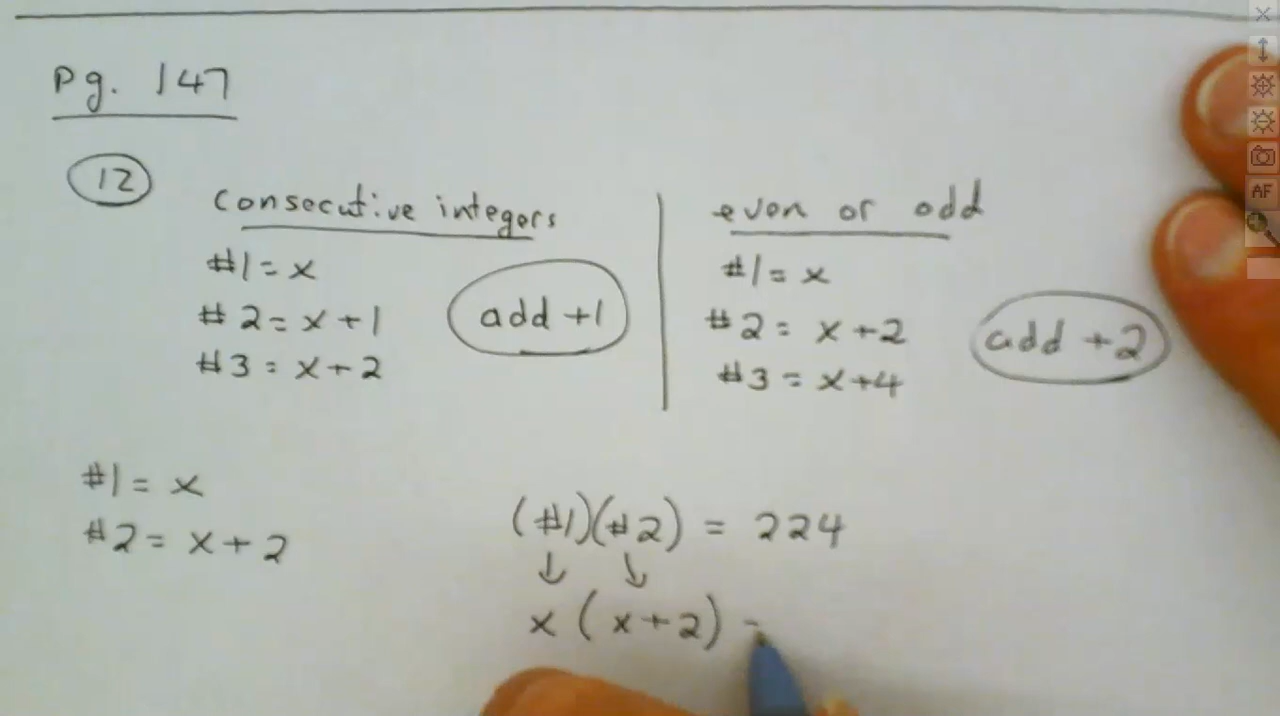 Pg. 147
12
consecutive integers
#1 = x
#2 = x+1
#3 = x+2
add +1
even or odd
#1 = x
#2 = x+2
#3 = x+4
add +2
#1 = x
#2 = x+2
(#1)(#2) = 224
↓ ↓
x (x+2) =
AF